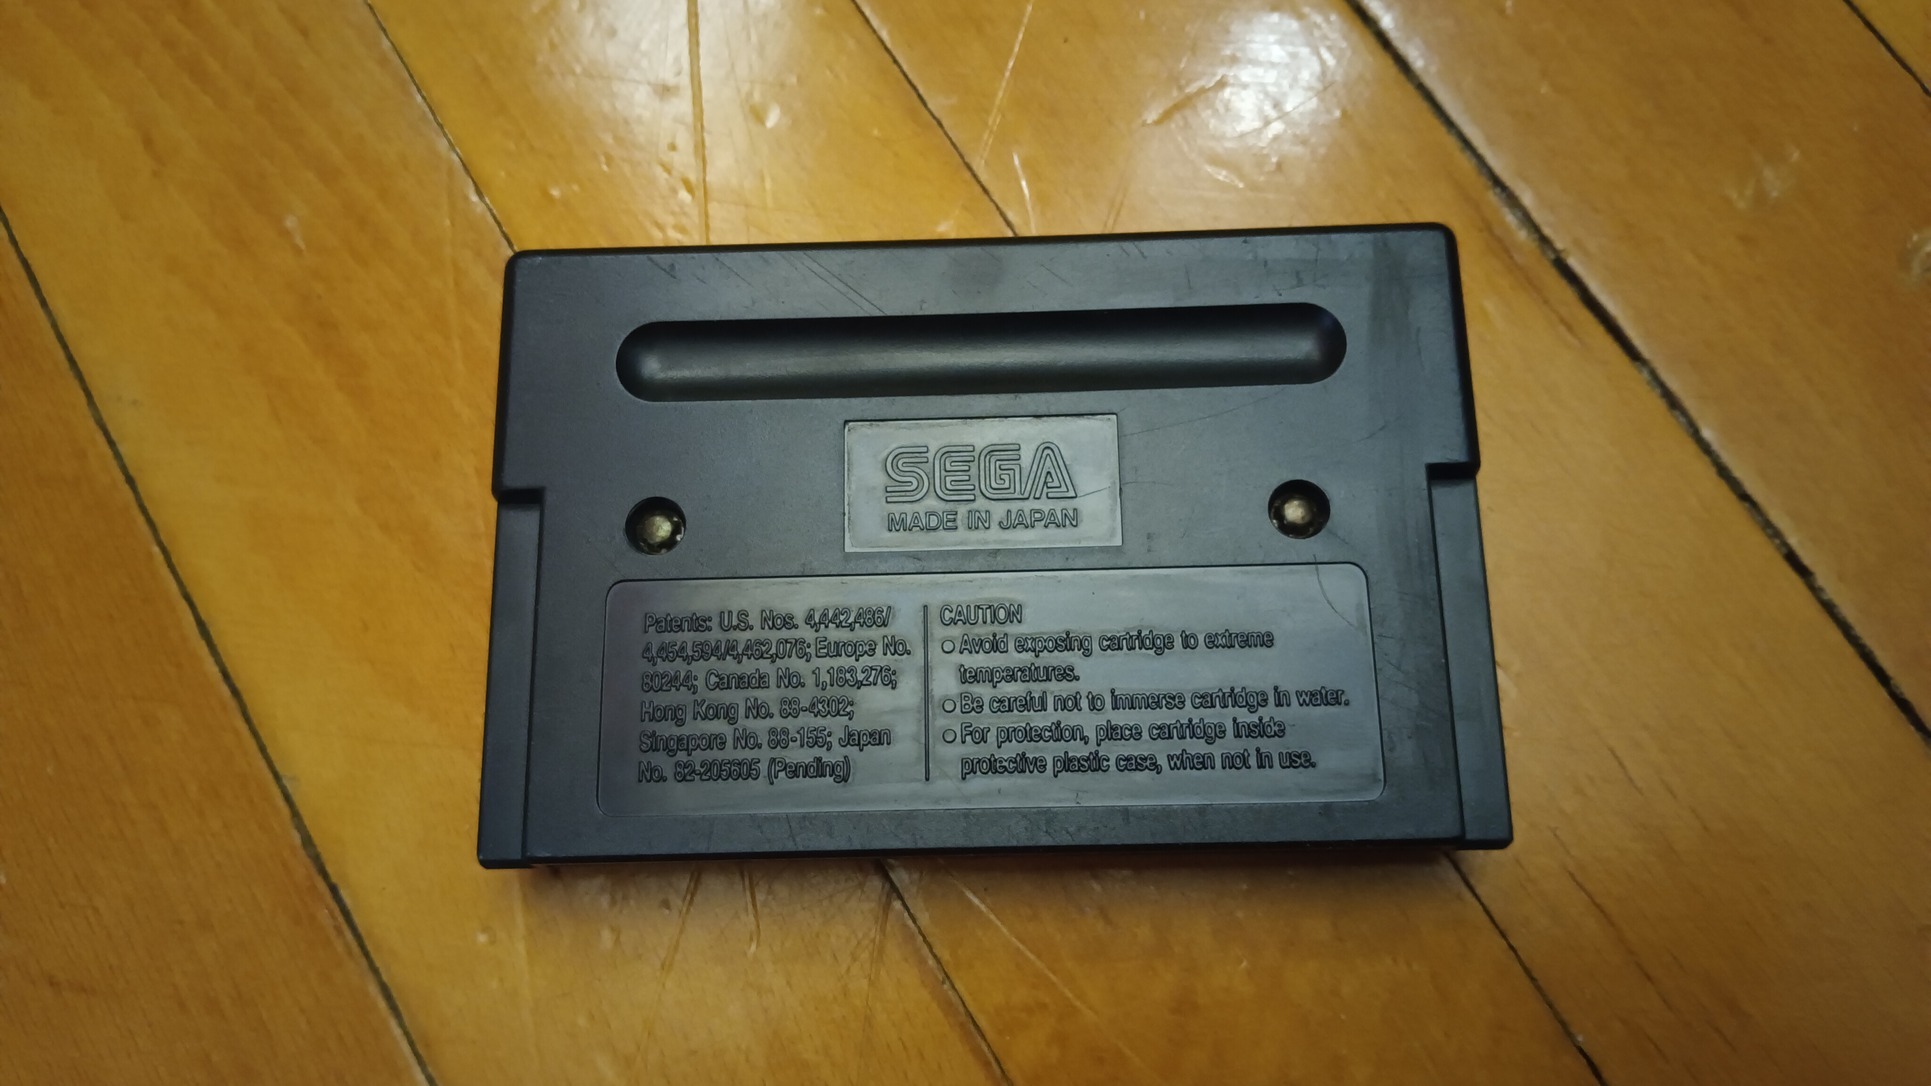 SEGA
MADE IN JAPAN
Patents: U.S. Nos. 4,442,486/
4,454,594/4,462,076; Europe No.
80244; Canada No. 1,183,276;
Hong Kong No. 88-4302;
Singapore No. 88-155; Japan
No. 82-205605 (Pending)
CAUTION
○ Avoid exposing cartridge to extreme
temperatures.
○ Be careful not to immerse cartridge in water.
○ For protection, place cartridge inside
protective plastic case, when not in use.